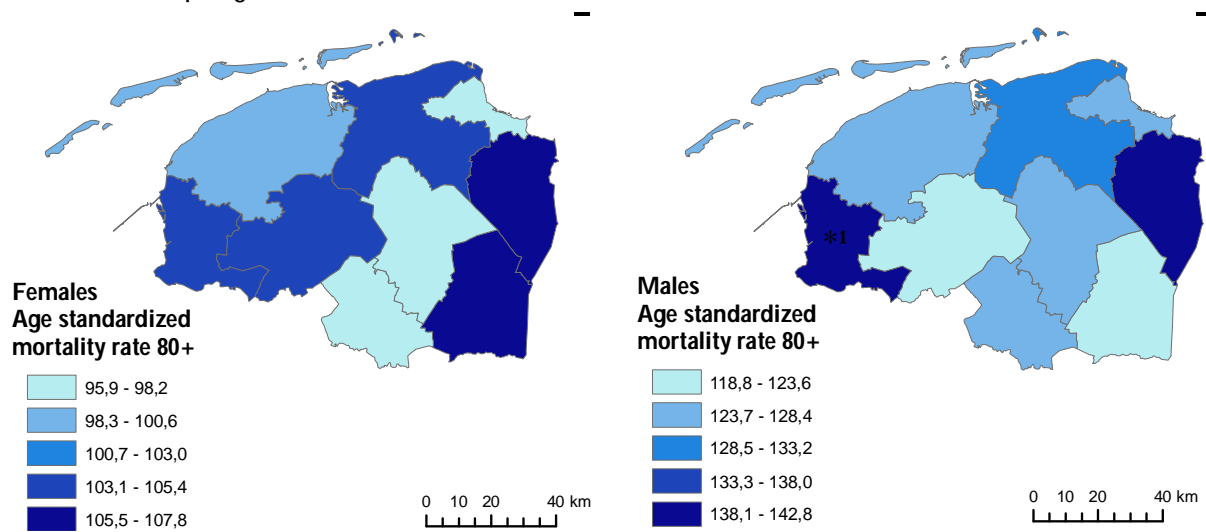 Females
Age standardized
mortality rate 80+
95,9 - 98,2
98,3 - 100,6
100,7 - 103,0
103,1 - 105,4
105,5 - 107,8
0 10 20 40 km
*1
Males
Age standardized
mortality rate 80+
118,8 - 123,6
123,7 - 128,4
128,5 - 133,2
133,3 - 138,0
138,1 - 142,8
0 10 20 40 km